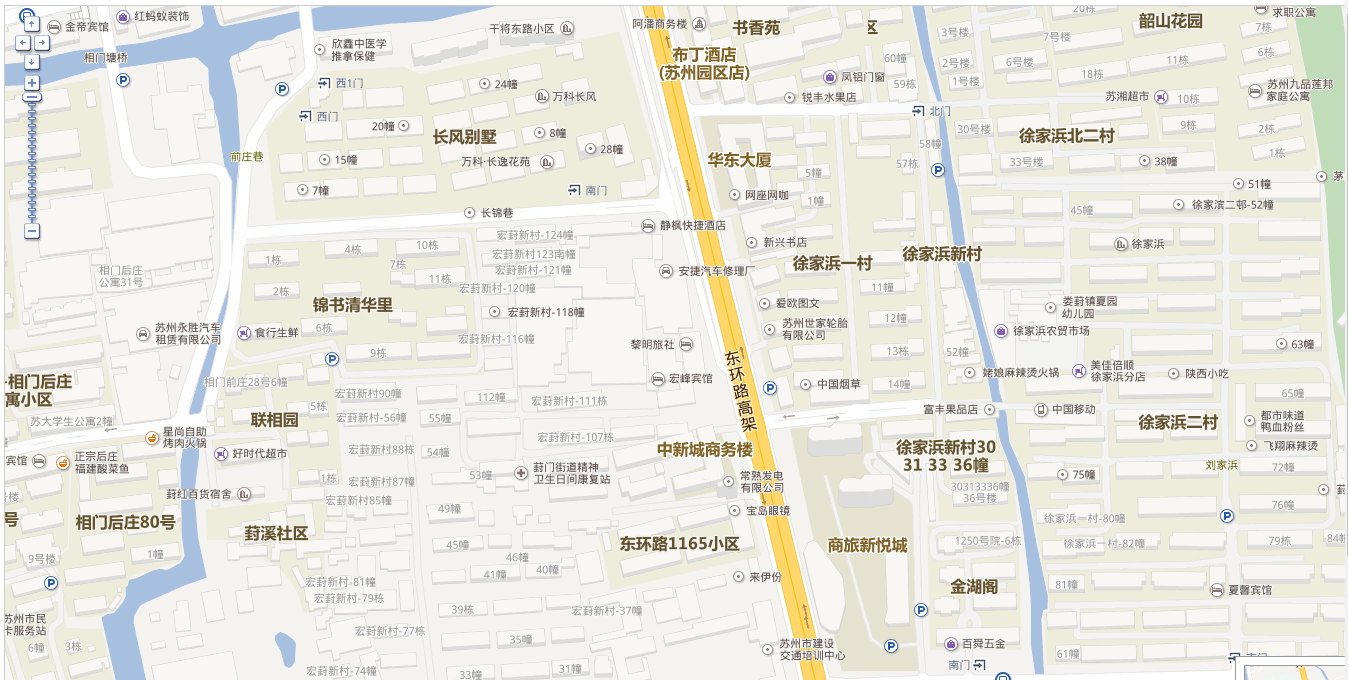 金帝宾馆
红蚂蚁装饰
相门塘桥
欣鑫中医学
推拿保健
干将东路小区
阿潘商务楼
书香苑
区
韶山花园
求职公寓
20栋
7栋
3号楼
布丁酒店
(苏州园区店)
60幢
凤铝门窗
59栋
2号楼
6号楼
11栋
6栋
1号楼
18栋
西1门
24幢
万科长风
锐丰水果店
北门
苏湘超市
10栋
苏州九品莲邦
家庭公寓
西门
20幢
长风别墅
8幢
30号楼
徐家浜北二村
9栋
2栋
58幢
28幢
前庄巷
15幢
万科·长逸花苑
华东大厦
57栋
33号楼
38幢
1栋
5幢
7幢
南门
网座网咖
1幢
51幢
茅
长锦巷
45幢
徐家滨二邨-52幢
静枫快捷酒店
宏葑新村-124幢
新兴书店
徐家浜
4栋
10栋
1栋
7栋
宏葑新村123南幢
徐家浜一村
徐家浜新村
相门后庄
公寓31号
11栋
宏葑新村-121幢
安捷汽车修理厂
2栋
宏葑新村-120幢
11幢
锦书清华里
宏葑新村-118幢
爱欧图文
娄葑镇夏园
幼儿园
苏州永胜汽车
租赁有限公司
食行生鲜
6栋
苏州世家轮胎
有限公司
12幢
徐家浜农贸市场
宏葑新村-116幢
黎明旅社
63幢
9栋
13幢
52幢
东环路高架
相门后庄
寓小区
相门前庄28号6幢
宏峰宾馆
中国烟草
14幢
姥娘麻辣烫火锅
美佳倍顺
徐家浜分店
陕西小吃
宏葑新村90幢
112幢
宏葑新村-111栋
65幢
5栋
富丰果品店
中国移动
苏大学生公寓2幢
联相园
宏葑新村-56幢
55幢
徐家浜二村
都市味道
鸭血粉丝
星尚自助
烤肉火锅
宏葑新村-107栋
宏葑新村88幢
54幢
中新城商务楼
徐家浜新村30
31 33 36幢
飞翔麻辣烫
宾馆
正宗后庄
福建酸菜鱼
好时代超市
刘家浜
72幢
1栋
53幢
葑门街道精神
卫生日间康复站
常熟发电
有限公司
75幢
宏葑新村87幢
30313336幢
36号楼
葑红百货宿舍
宏葑新村85幢
76幢
49幢
宝岛眼镜
号
相门后庄80号
徐家浜一村-80幢
葑溪社区
1幢
45幢
东环路1165小区
商旅新悦城
1250号院-6栋
徐家浜一村-82幢
79栋
84幢
9号楼
46幢
41幢
40幢
来伊份
宏葑新村-81幢
金湖阁
81幢
夏馨宾馆
宏葑新村-79栋
39栋
宏葑新村-37幢
苏州市民
卡服务站
宏葑新村-77栋
35幢
6幢
3栋
苏州市建设
交通培训中心
百舜五金
61幢
南门
宏葑新村-74幢
33幢
31幢